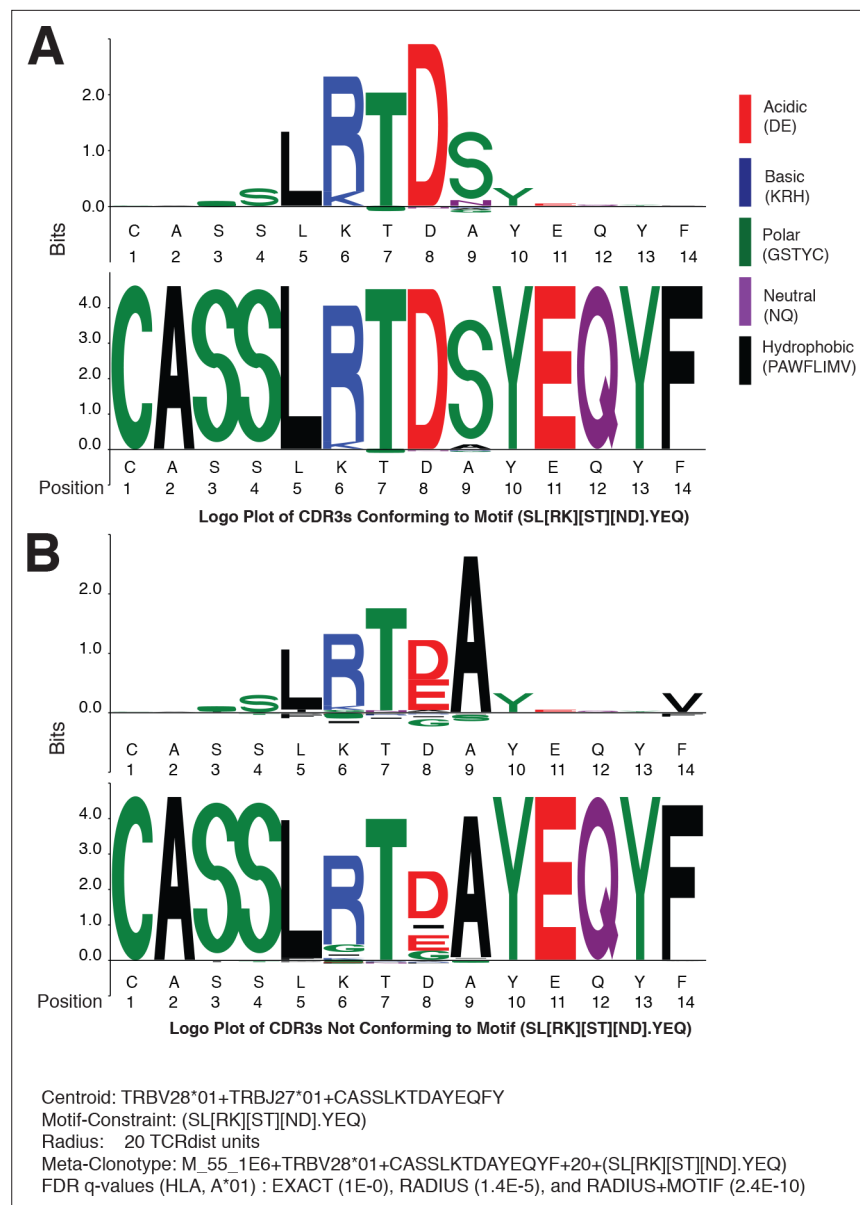 A
2.0
1.0
0.0
Bits
C A S S L K T D A Y E Q Y F
1 2 3 4 5 6 7 8 9 10 11 12 13 14
Acidic
(DE)
Basic
(KRH)
Polar
(GSTYC)
Neutral
(NQ)
Hydrophobic
(PAWFLIMV)
S L R K T D S N Y
4.0
3.0
2.0
1.0
0.0
CASSLRTDSYEQYF
C A S S L K T D A Y E Q Y F
Position 1 2 3 4 5 6 7 8 9 10 11 12 13 14
Logo Plot of CDR3s Conforming to Motif (SL[RK][ST][ND].YEQ)
B
2.0
1.0
0.0
Bits
S L R T D E A Y V
G S
C A S S L K T D A Y E Q Y F
1 2 3 4 5 6 7 8 9 10 11 12 13 14
4.0
3.0
2.0
1.0
0.0
CASSLRTDAYEQYF
G E
G
C A S S L K T D A Y E Q Y F
Position 1 2 3 4 5 6 7 8 9 10 11 12 13 14
Logo Plot of CDR3s Not Conforming to Motif (SL[RK][ST][ND].YEQ)
Centroid: TRBV28*01+TRBJ27*01+CASSLKTDAYEQFY
Motif-Constraint: (SL[RK][ST][ND].YEQ)
Radius: 20 TCRdist units
Meta-Clonotype: M_55_1E6+TRBV28*01+CASSLKTDAYEQYF+20+(SL[RK][ST][ND].YEQ)
FDR q-values (HLA, A*01) : EXACT (1E-0), RADIUS (1.4E-5), and RADIUS+MOTIF (2.4E-10)